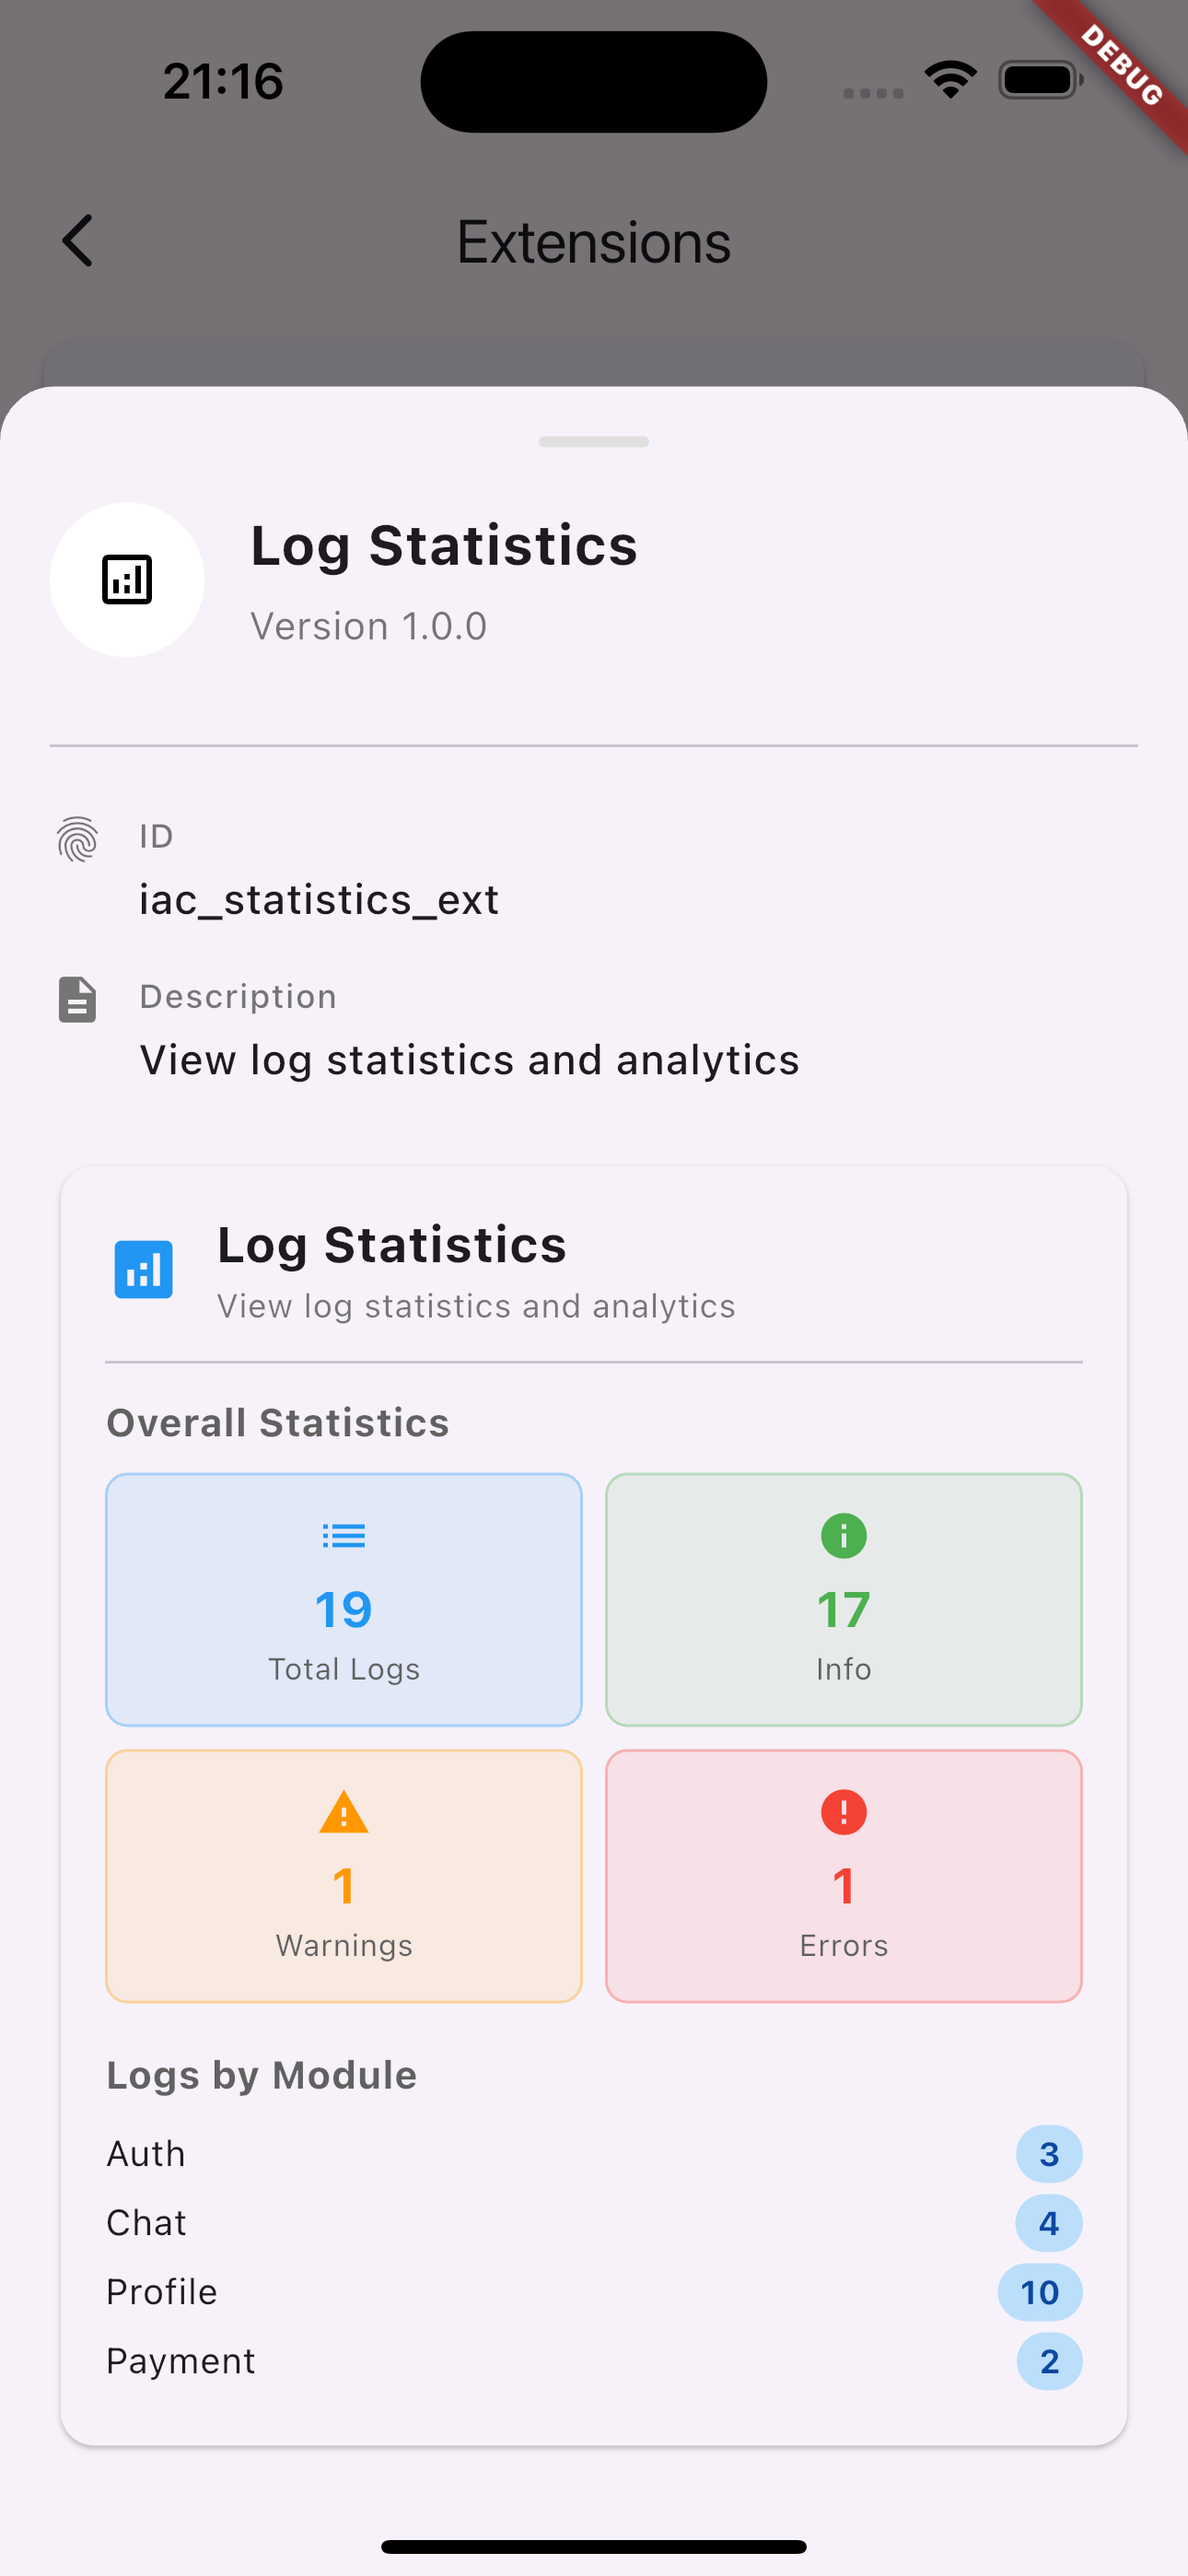 21:16
DEBUG
Extensions
Log Statistics
Version 1.0.0
ID
iac_statistics_ext
Description
View log statistics and analytics
Log Statistics
View log statistics and analytics
Overall Statistics
19
Total Logs
17
Info
1
Warnings
1
Errors
Logs by Module
Auth 3
Chat 4
Profile 10
Payment 2